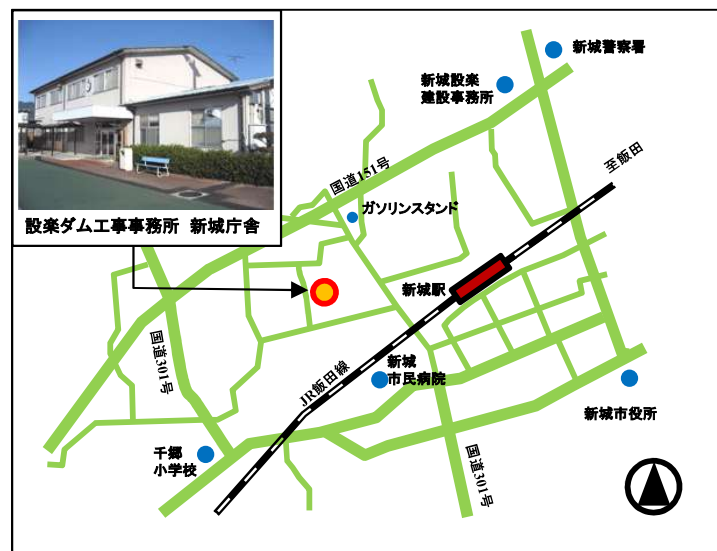 新城警察署
新城設楽
建設事務所
至飯田
国道151号
ガソリンスタンド
設楽ダム工事事務所 新城庁舎
新城駅
国道301号
JR飯田線
新城
市民病院
新城市役所
千郷
小学校
国道301号